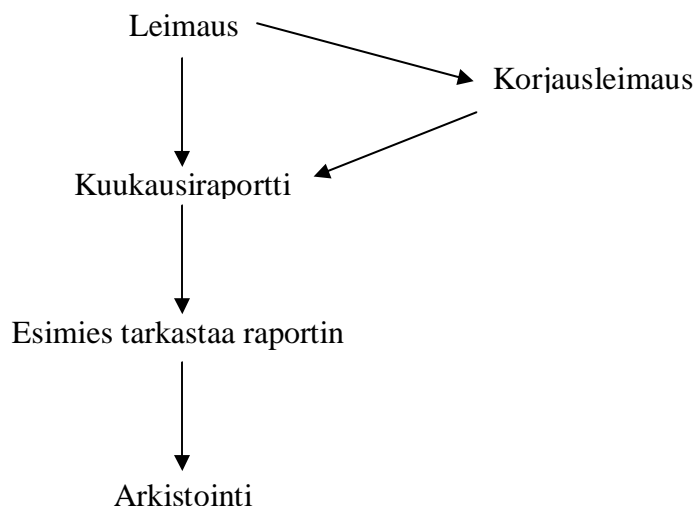 Leimaus
Korjausleimaus
Kuukausiraportti
Esimies tarkastaa raportin
Arkistointi